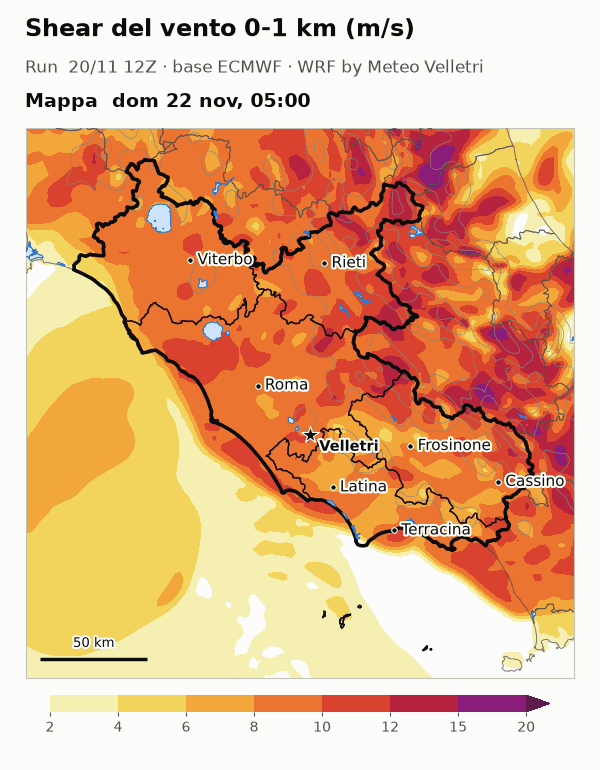 Shear del vento 0-1 km (m/s)
Run  20/11 12Z · base ECMWF · WRF by Meteo Velletri
Mappa  dom 22 nov, 05:00
Viterbo
Rieti
Roma
Velletri
Frosinone
Latina
Cassino
Terracina
50 km
2 4 6 8 10 12 15 20